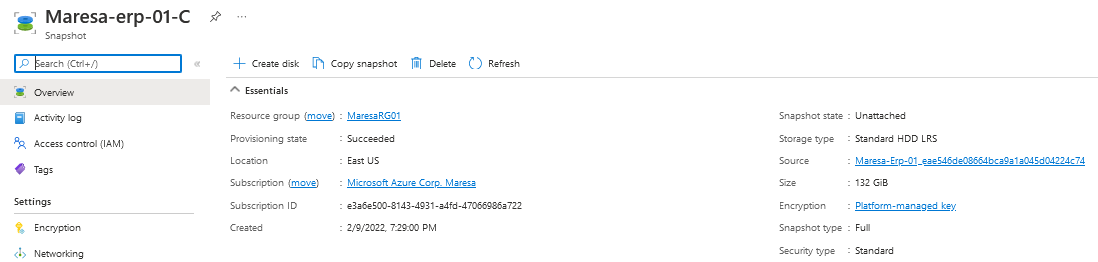 Maresa-erp-01-C
Snapshot
Search (Ctrl+/)
Overview
Activity log
Access control (IAM)
Tags
Settings
Encryption
Networking
Create disk Copy snapshot Delete Refresh
Essentials
Resource group (move) : MaresaRG01
Provisioning state : Succeeded
Location : East US
Subscription (move) : Microsoft Azure Corp. Maresa
Subscription ID : e3a6e500-8143-4931-a4fd-47066986a722
Created : 2/9/2022, 7:29:00 PM
Snapshot state : Unattached
Storage type : Standard HDD LRS
Source : Maresa-Erp-01_eae546de08664bca9a1a045d04224c74
Size : 132 GiB
Encryption : Platform-managed key
Snapshot type : Full
Security type : Standard